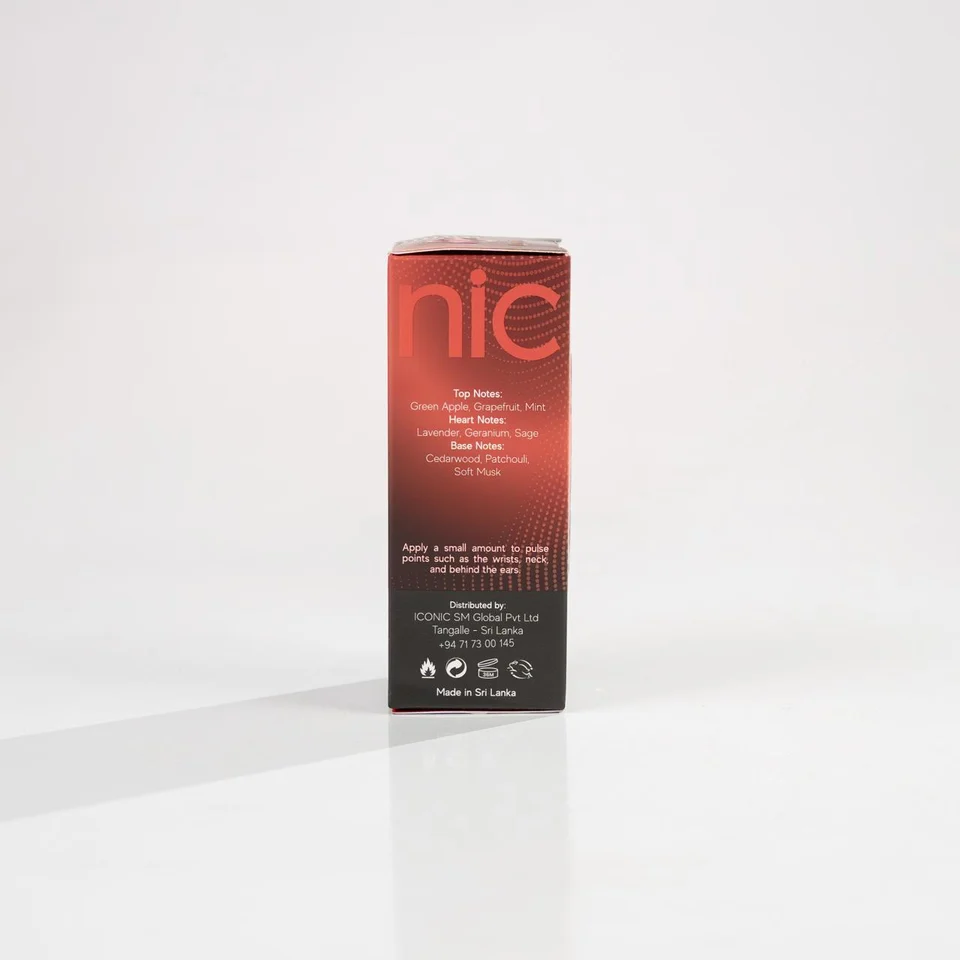 nic
Top Notes:
Green Apple, Grapefruit, Mint
Heart Notes:
Lavender, Geranium, Sage
Base Notes:
Cedarwood, Patchouli,
Soft Musk
Apply a small amount to pulse
points such as the wrists, neck,
and behind the ears.
Distributed by:
ICONIC SM Global Pvt Ltd
Tangalle - Sri Lanka
+94 71 73 00 145
36M
Made in Sri Lanka